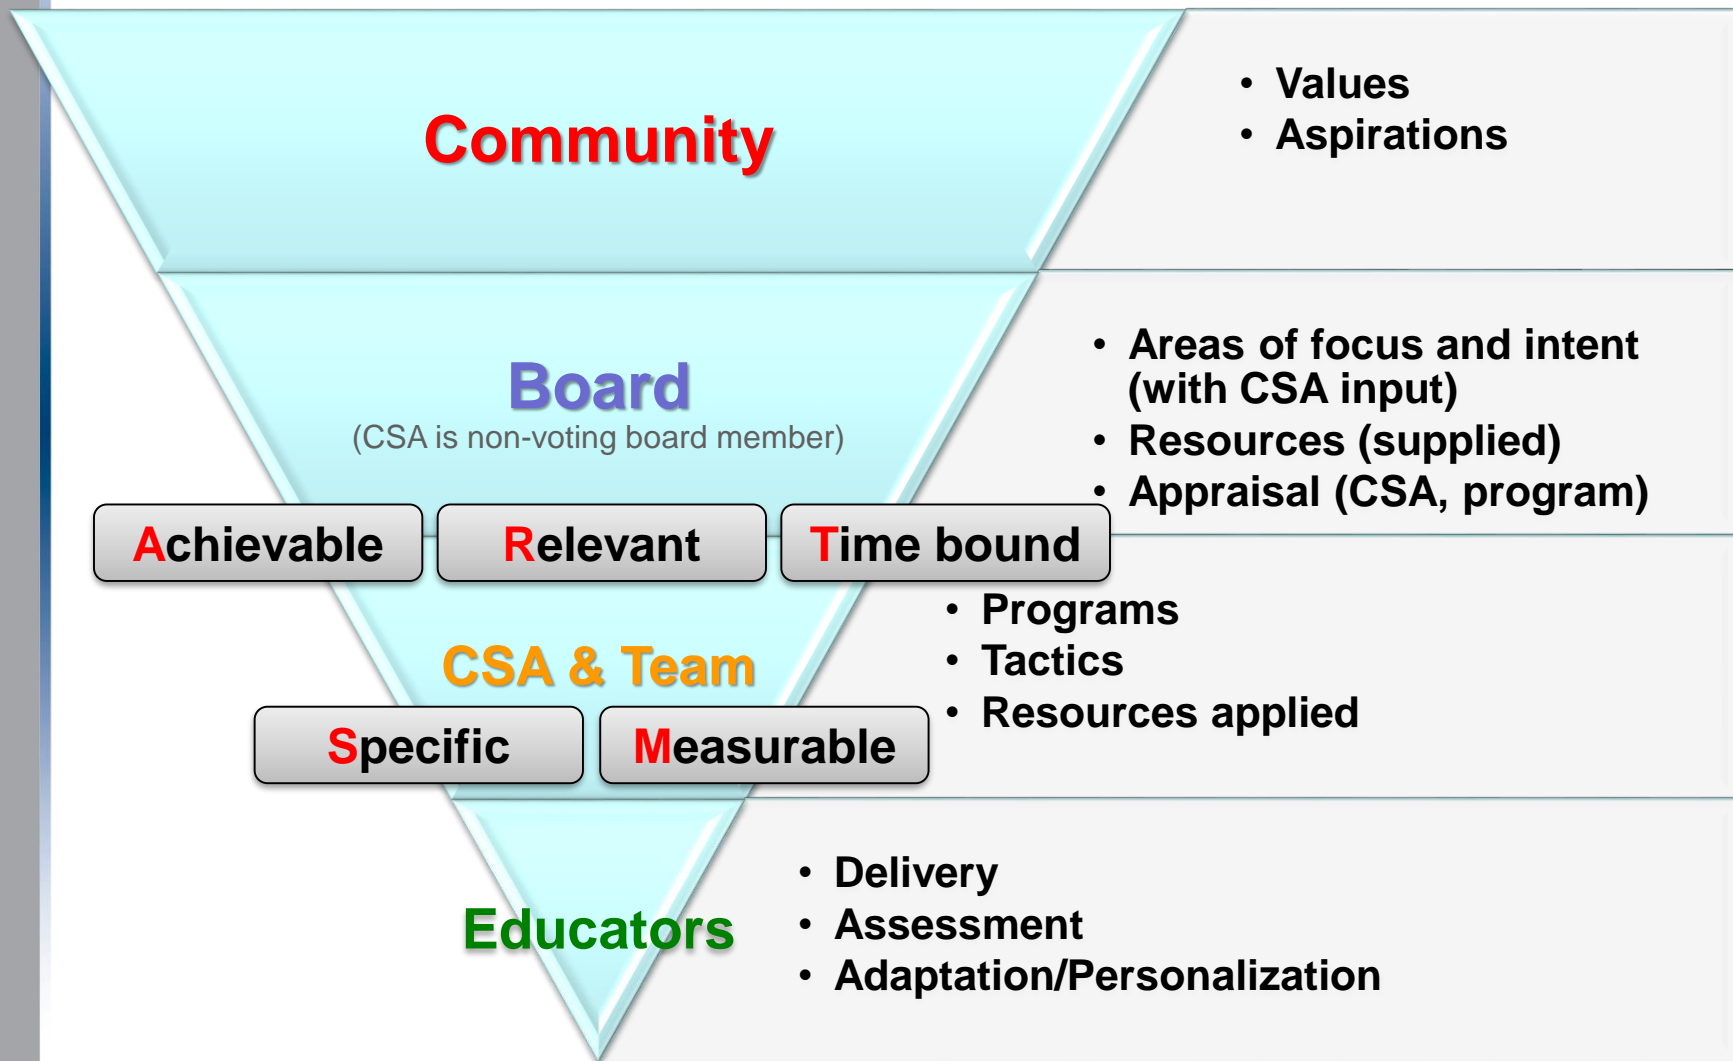 Community
• Values
• Aspirations
Board
(CSA is non-voting board member)
• Areas of focus and intent
(with CSA input)
• Resources (supplied)
• Appraisal (CSA, program)
Achievable
Relevant
Time bound
CSA & Team
• Programs
• Tactics
• Resources applied
Specific
Measurable
Educators
• Delivery
• Assessment
• Adaptation/Personalization